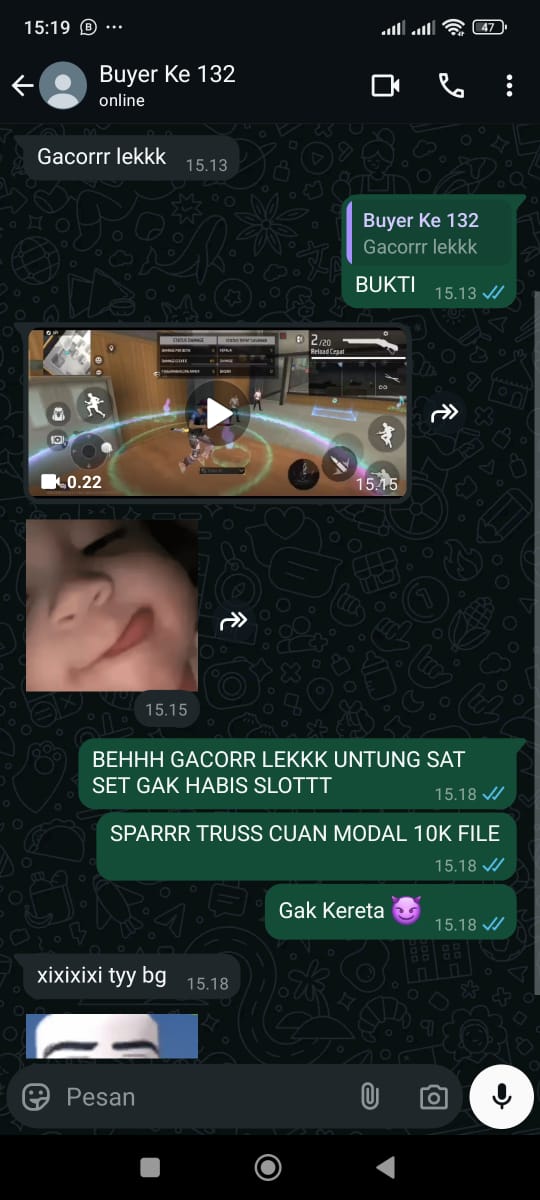 15:19
47
Buyer Ke 132
online
Gacorrr lekkk 15.13
Buyer Ke 132
Gacorrr lekkk
BUKTI 15.13
2/20
Reload Cepat
0.22
15.15
15.15
BEHHH GACORR LEKKK UNTUNG SAT
SET GAK HABIS SLOTTT 15.18
SPARRR TRUSS CUAN MODAL 10K FILE
15.18
Gak Kereta 😈 15.18
xixixixi tyy bg 15.18
Pesan